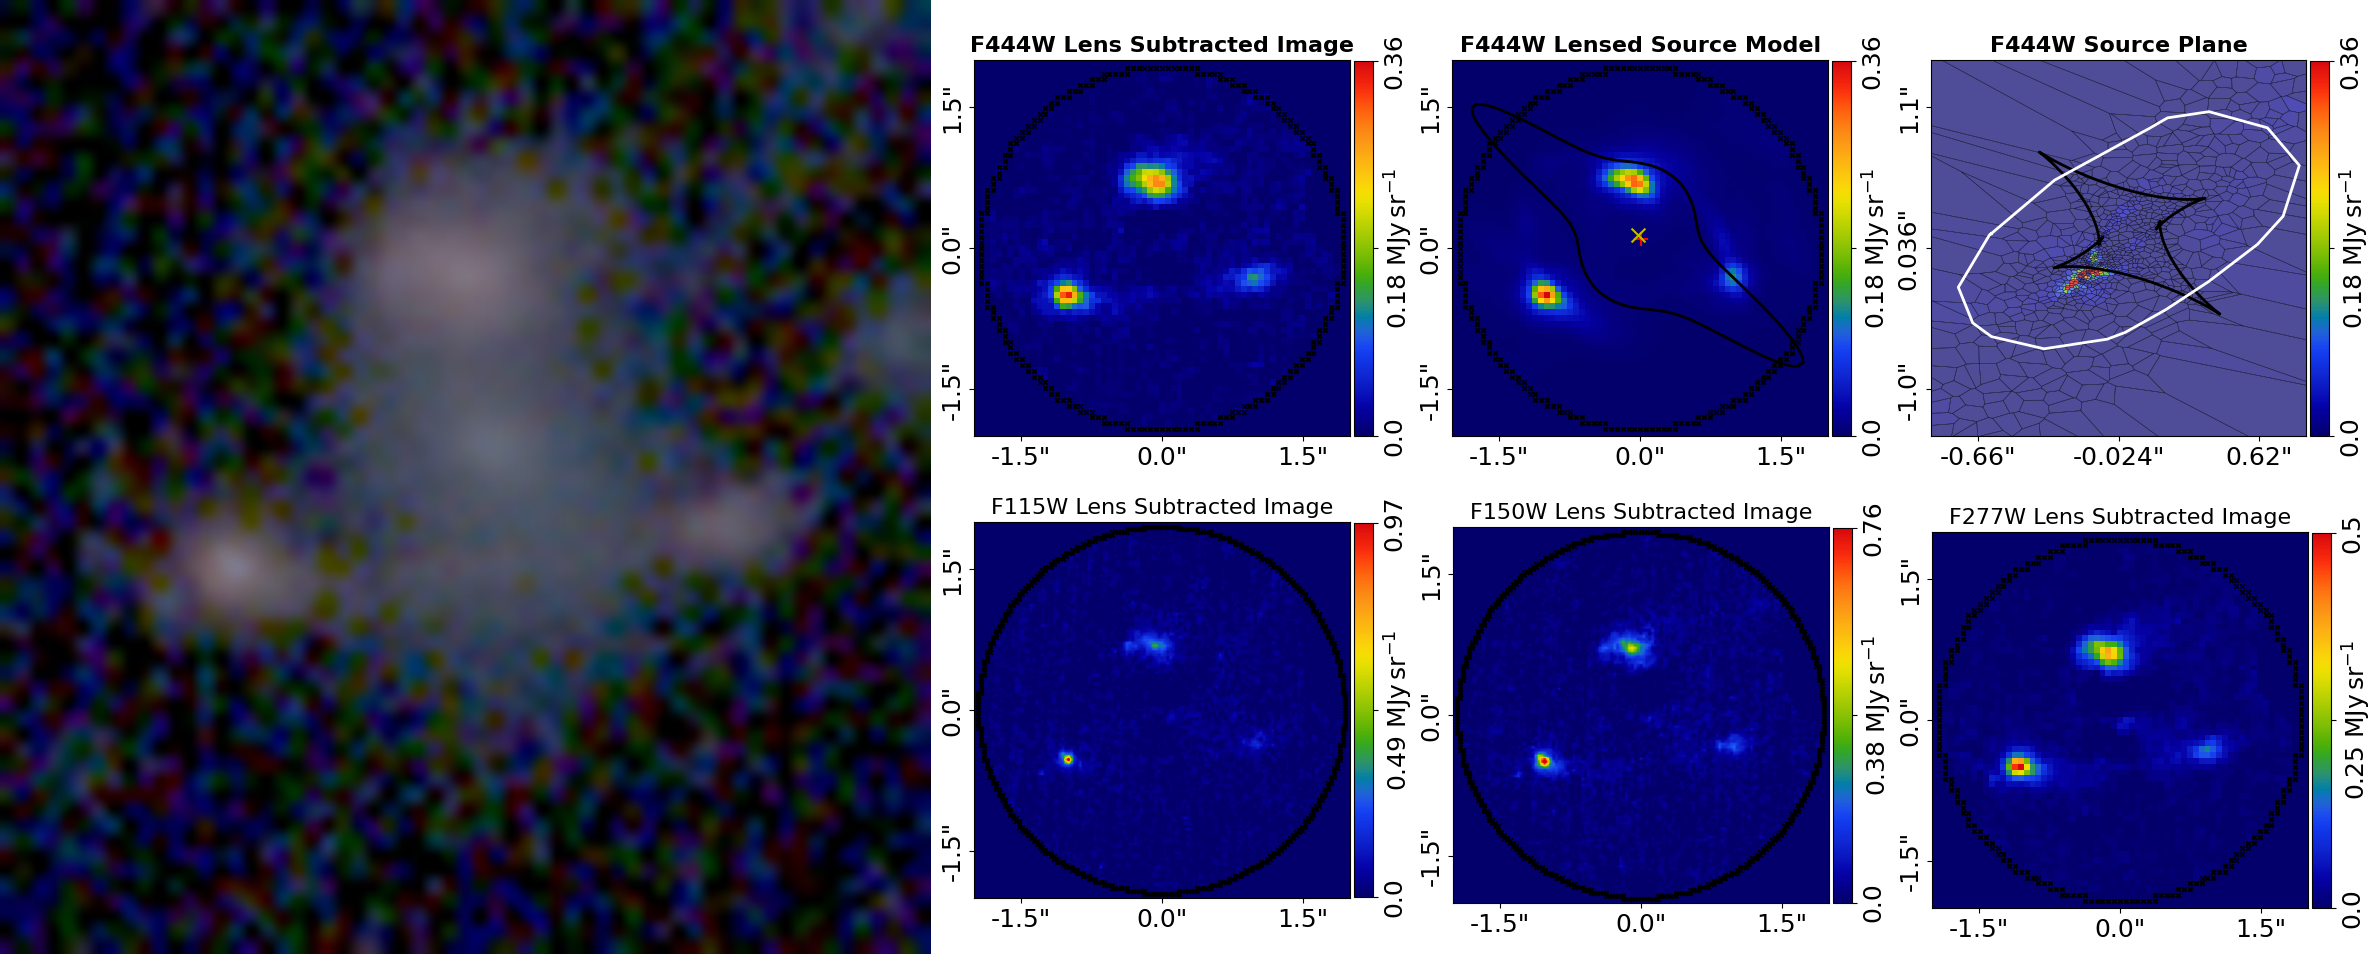 F444W Lens Subtracted Image
1.5"
0.0"
-1.5"
-1.5" 0.0" 1.5"
0.36
0.18 MJy sr−1
0.0
F444W Lensed Source Model
1.5"
0.0"
-1.5"
-1.5" 0.0" 1.5"
0.36
0.18 MJy sr−1
0.0
F444W Source Plane
1.1"
0.036"
-1.0"
-0.66" -0.024" 0.62"
0.36
0.18 MJy sr−1
0.0
F115W Lens Subtracted Image
1.5"
0.0"
-1.5"
-1.5" 0.0" 1.5"
0.97
0.49 MJy sr−1
0.0
F150W Lens Subtracted Image
1.5"
0.0"
-1.5"
-1.5" 0.0" 1.5"
0.76
0.38 MJy sr−1
0.0
F277W Lens Subtracted Image
1.5"
0.0"
-1.5"
-1.5" 0.0" 1.5"
0.5
0.25 MJy sr−1
0.0